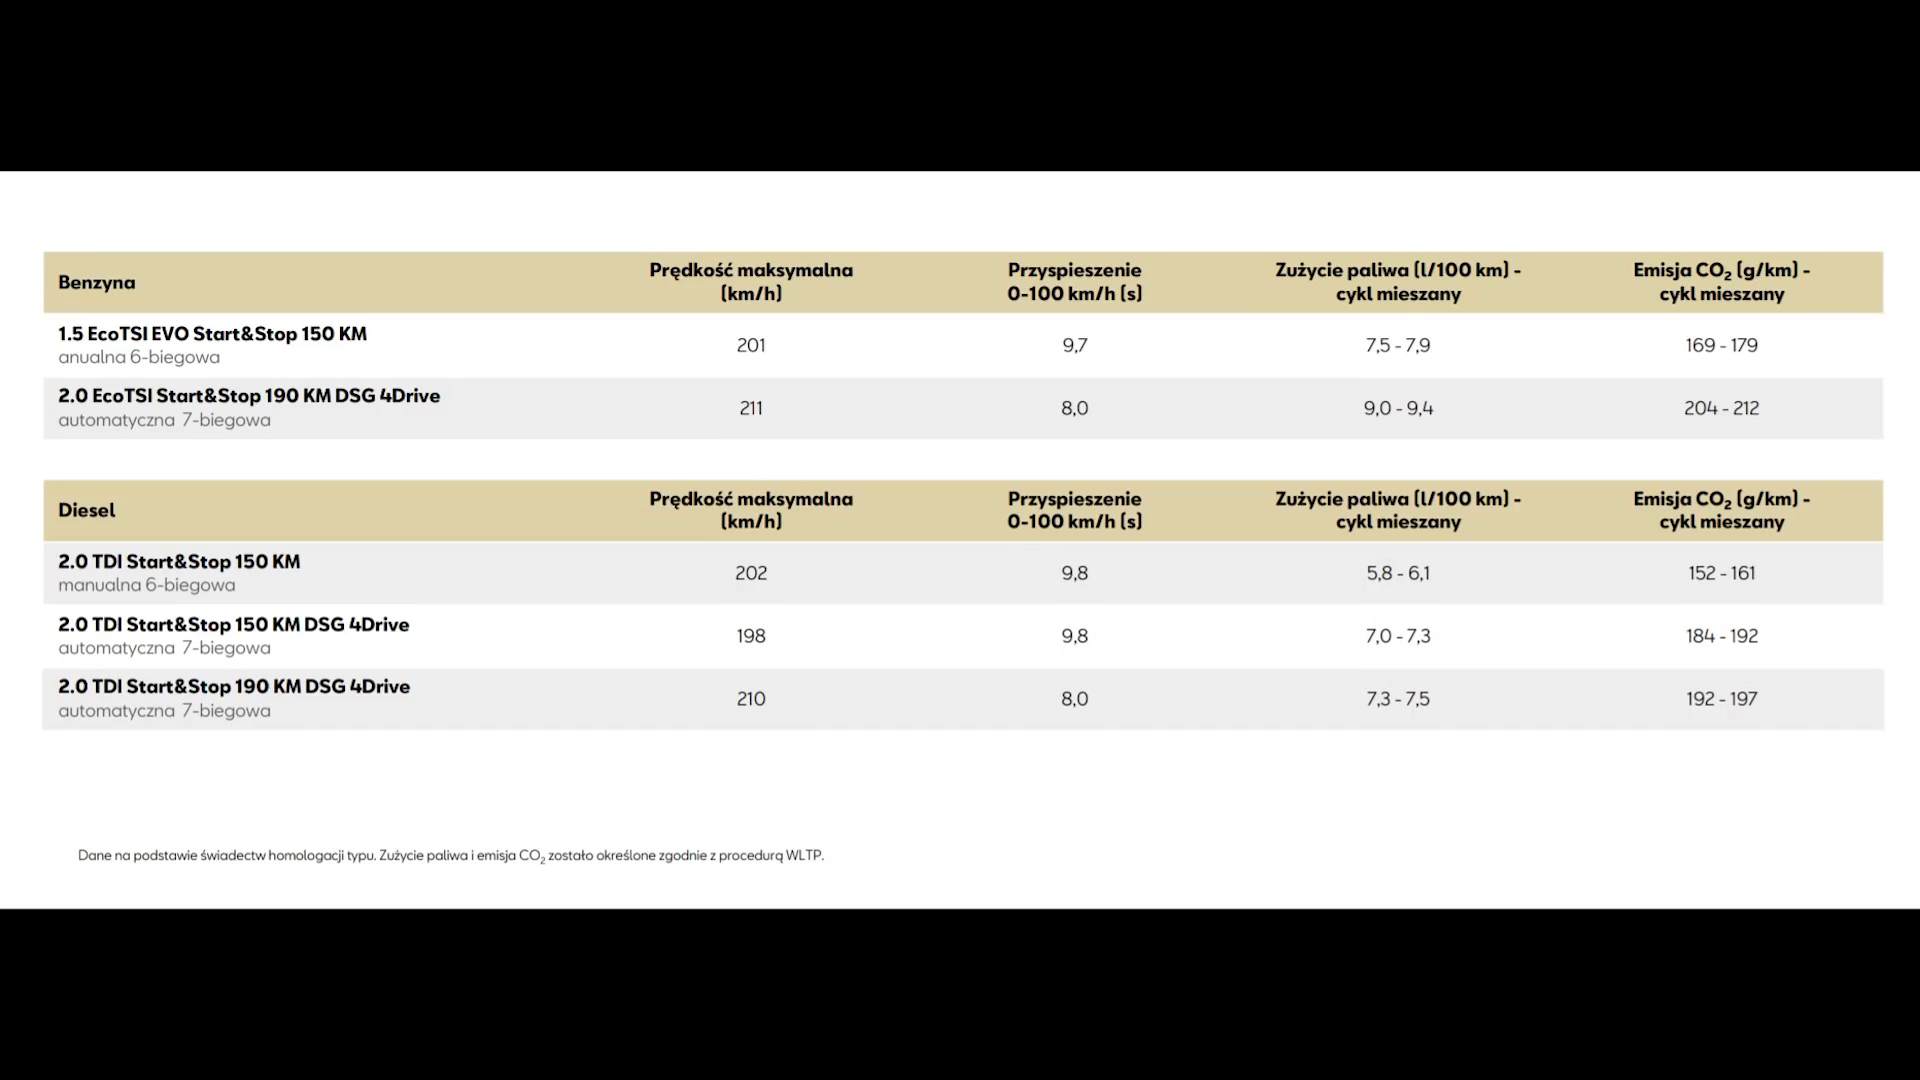 Benzyna
Prędkość maksymalna
(km/h)
Przyspieszenie
0-100 km/h (s)
Zużycie paliwa (l/100 km) -
cykl mieszany
Emisja CO₂ (g/km) -
cykl mieszany
1.5 EcoTSI EVO Start&Stop 150 KM
anualna 6-biegowa
201
9,7
7,5 - 7,9
169 - 179
2.0 EcoTSI Start&Stop 190 KM DSG 4Drive
automatyczna 7-biegowa
211
8,0
9,0 - 9,4
204 - 212
Diesel
Prędkość maksymalna
(km/h)
Przyspieszenie
0-100 km/h (s)
Zużycie paliwa (l/100 km) -
cykl mieszany
Emisja CO₂ (g/km) -
cykl mieszany
2.0 TDI Start&Stop 150 KM
manualna 6-biegowa
202
9,8
5,8 - 6,1
152 - 161
2.0 TDI Start&Stop 150 KM DSG 4Drive
automatyczna 7-biegowa
198
9,8
7,0 - 7,3
184 - 192
2.0 TDI Start&Stop 190 KM DSG 4Drive
automatyczna 7-biegowa
210
8,0
7,3 - 7,5
192 - 197
Dane na podstawie świadectw homologacji typu. Zużycie paliwa i emisja CO₂ zostało określone zgodnie z procedurą WLTP.